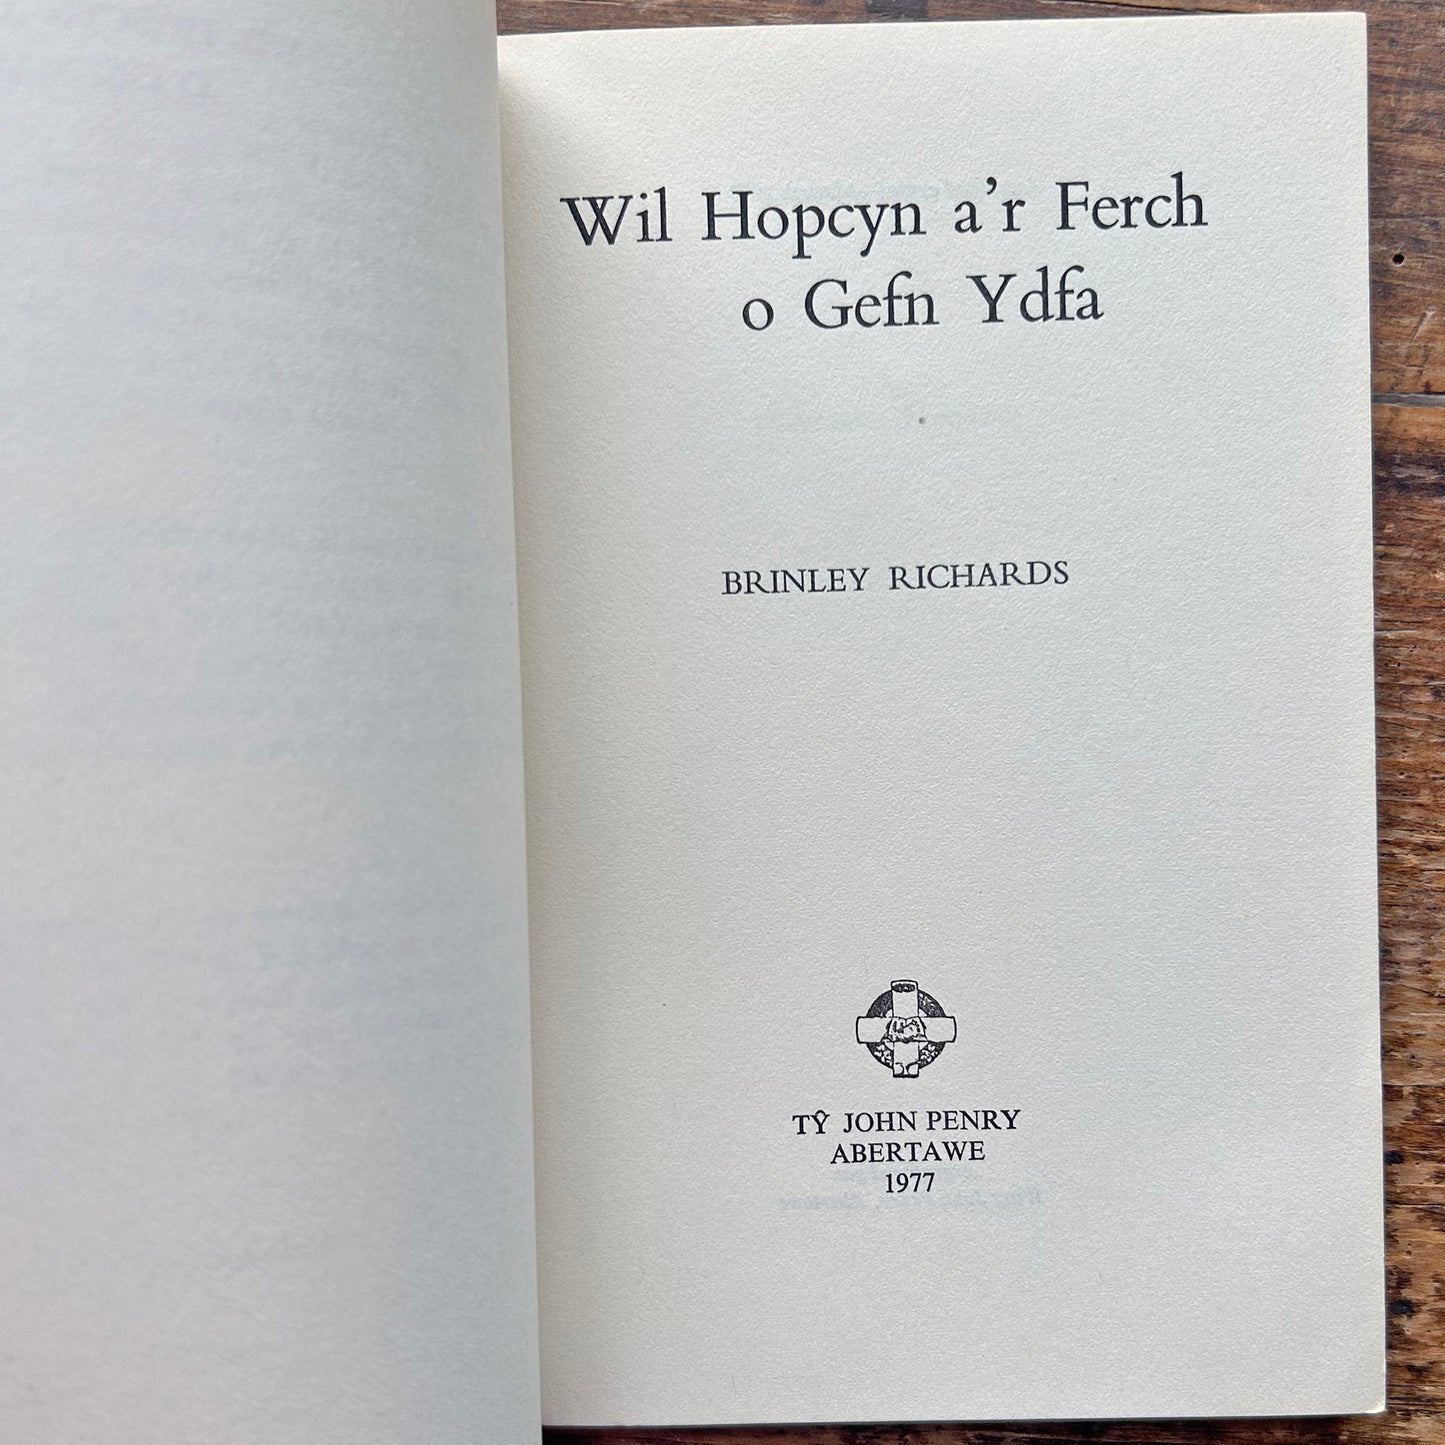 Wil Hopcyn a'r Ferch
o Gefn Ydfa
BRINLEY RICHARDS
TŶ JOHN PENRY
ABERTAWE
1977